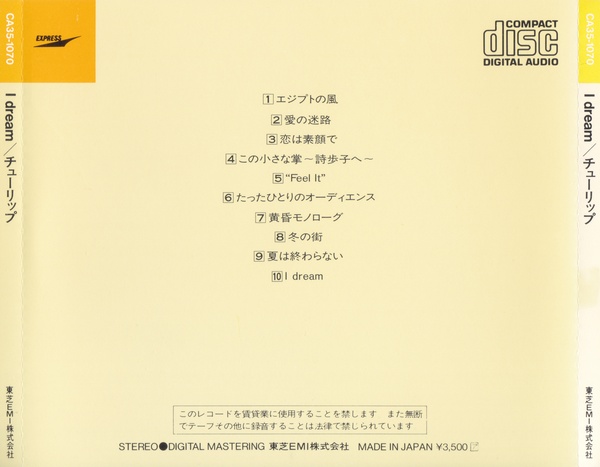 CA35-1070
I dream／チューリップ
東芝EMI株式会社
EXPRESS
COMPACT
disc
DIGITAL AUDIO
1 エジプトの風
2 愛の迷路
3 恋は素顔で
4 この小さな掌〜詩歩子へ〜
5 "Feel It"
6 たったひとりのオーディエンス
7 黄昏モノローグ
8 冬の街
9 夏は終わらない
10 I dream
このレコードを賃貸業に使用することを禁します また無断
でテープその他に録音することは法律で禁じられています
STEREO●DIGITAL MASTERING 東芝EMI株式会社 MADE IN JAPAN ¥3,500
CA35-1070
I dream／チューリップ
東芝EMI株式会社